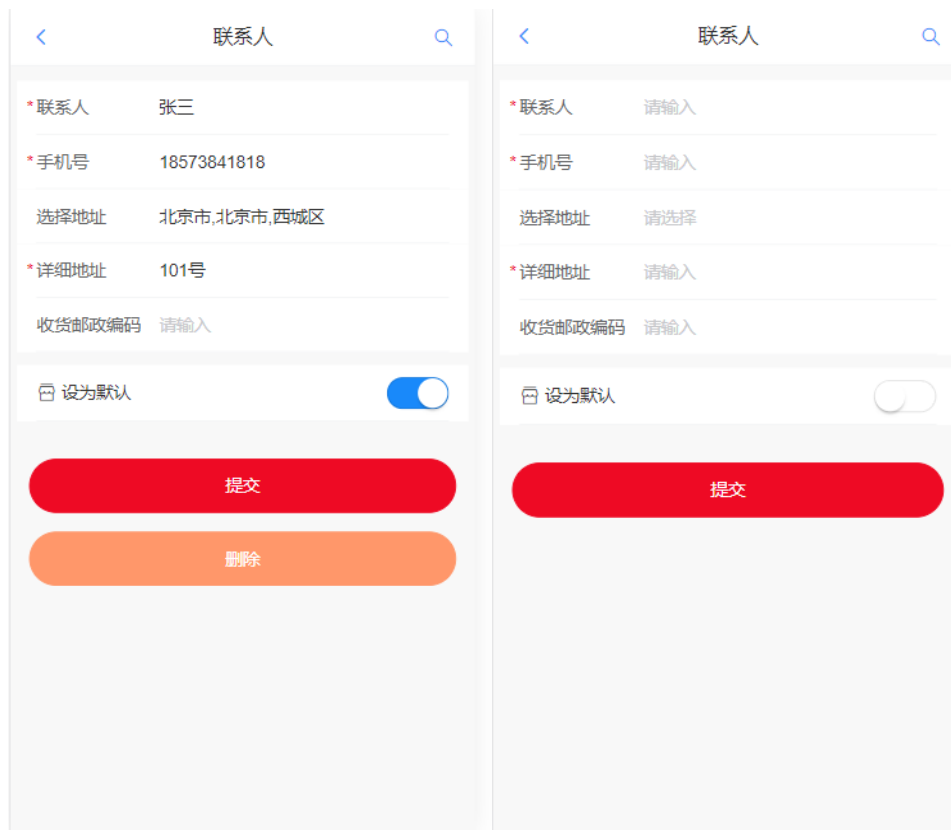 联系人
*联系人 张三
*手机号 18573841818
选择地址 北京市,北京市,西城区
*详细地址 101号
收货邮政编码 请输入
设为默认
提交
删除
联系人
*联系人 请输入
*手机号 请输入
选择地址 请选择
*详细地址 请输入
收货邮政编码 请输入
设为默认
提交